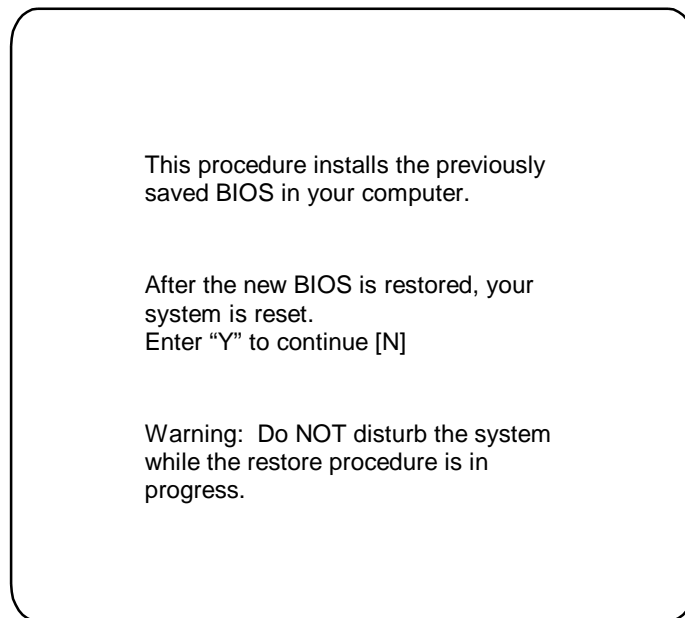 This procedure installs the previously
saved BIOS in your computer.
After the new BIOS is restored, your
system is reset.
Enter “Y” to continue [N]
Warning:  Do NOT disturb the system
while the restore procedure is in
progress.